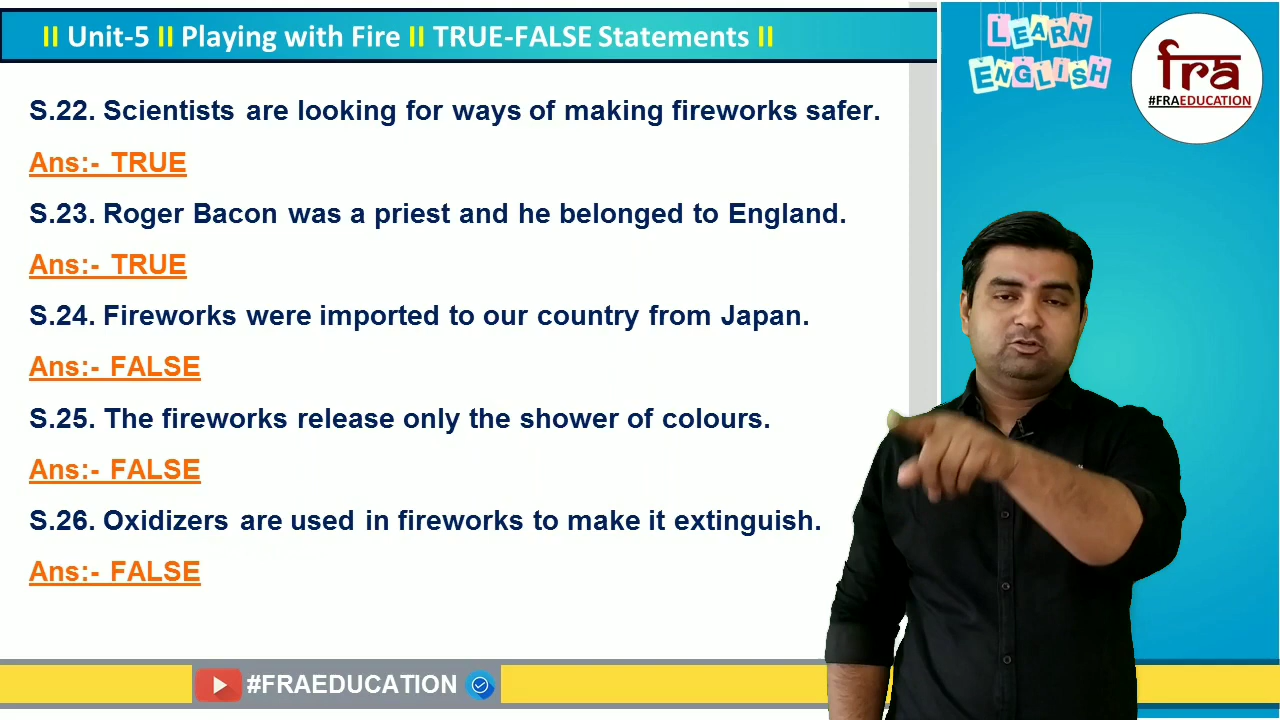 II Unit-5 II Playing with Fire II TRUE-FALSE Statements II
LEARN
ENGLISH
fra
#FRAEDUCATION
S.22. Scientists are looking for ways of making fireworks safer.
Ans:- TRUE
S.23. Roger Bacon was a priest and he belonged to England.
Ans:- TRUE
S.24. Fireworks were imported to our country from Japan.
Ans:- FALSE
S.25. The fireworks release only the shower of colours.
Ans:- FALSE
S.26. Oxidizers are used in fireworks to make it extinguish.
Ans:- FALSE
#FRAEDUCATION